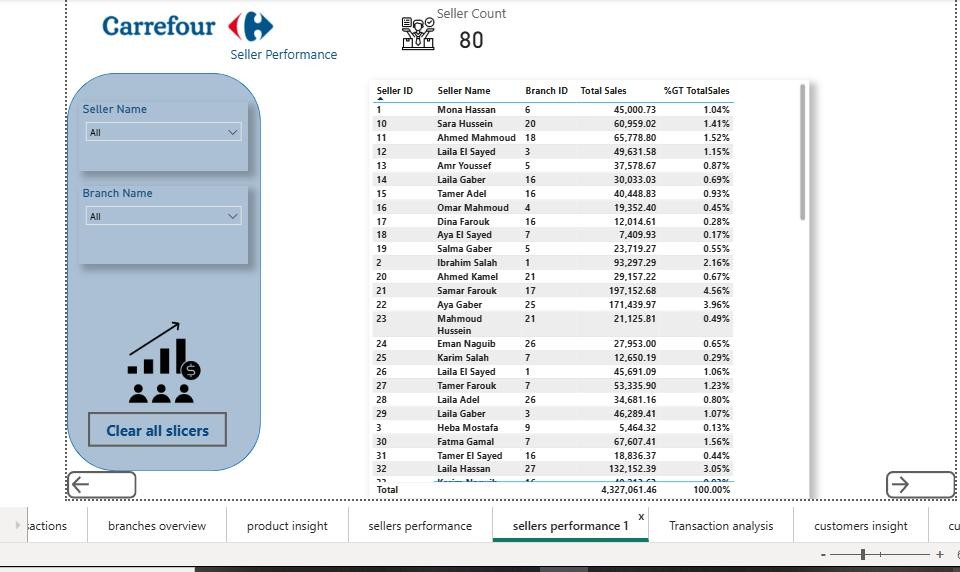 Carrefour
Seller Performance
Seller Count
80
Seller Name
All
Branch Name
All
Clear all slicers
Seller ID Seller Name Branch ID Total Sales %GT TotalSales
1 Mona Hassan 6 45,000.73 1.04%
10 Sara Hussein 20 60,959.02 1.41%
11 Ahmed Mahmoud 18 65,778.80 1.52%
12 Laila El Sayed 3 49,631.58 1.15%
13 Amr Youssef 5 37,578.67 0.87%
14 Laila Gaber 16 30,033.03 0.69%
15 Tamer Adel 16 40,448.83 0.93%
16 Omar Mahmoud 4 19,352.40 0.45%
17 Dina Farouk 16 12,014.61 0.28%
18 Aya El Sayed 7 7,409.93 0.17%
19 Salma Gaber 5 23,719.27 0.55%
2 Ibrahim Salah 1 93,297.29 2.16%
20 Ahmed Kamel 21 29,157.22 0.67%
21 Samar Farouk 17 197,152.68 4.56%
22 Aya Gaber 25 171,439.97 3.96%
23 Mahmoud 21 21,125.81 0.49%
Hussein
24 Eman Naguib 26 27,953.00 0.65%
25 Karim Salah 7 12,650.19 0.29%
26 Laila El Sayed 1 45,691.09 1.06%
27 Tamer Farouk 7 53,335.90 1.23%
28 Laila Adel 26 34,681.16 0.80%
29 Laila Gaber 3 46,289.41 1.07%
3 Heba Mostafa 9 5,464.32 0.13%
30 Fatma Gamal 7 67,607.41 1.56%
31 Tamer El Sayed 16 18,836.37 0.44%
32 Laila Hassan 27 132,152.39 3.05%
Total 4,327,061.46 100.00%
actions branches overview product insight sellers performance sellers performance 1 x Transaction analysis customers insight cu
- +